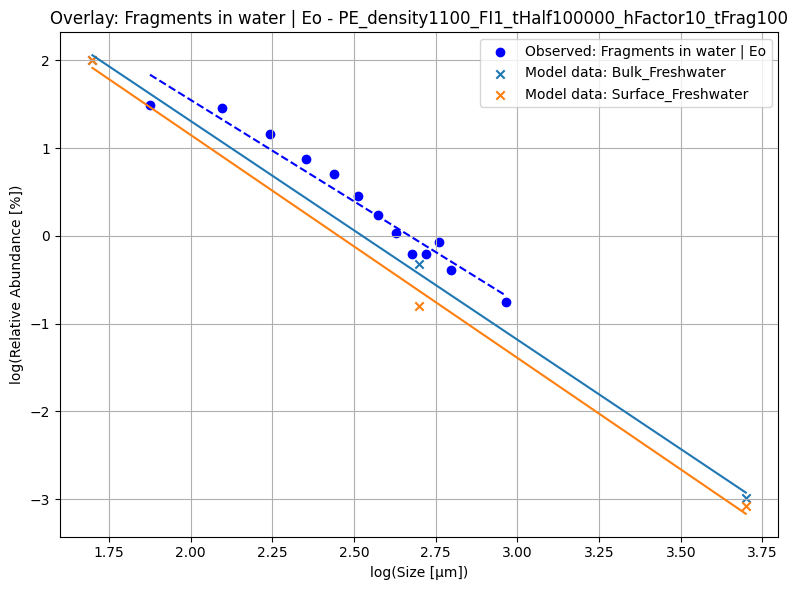 Overlay: Fragments in water | Eo - PE_density1100_FI1_tHalf100000_hFactor10_tFrag100
Observed: Fragments in water | Eo
Model data: Bulk_Freshwater
Model data: Surface_Freshwater
log(Relative Abundance [%])
2
1
0
−1
−2
−3
1.75
2.00
2.25
2.50
2.75
3.00
3.25
3.50
3.75
log(Size [µm])